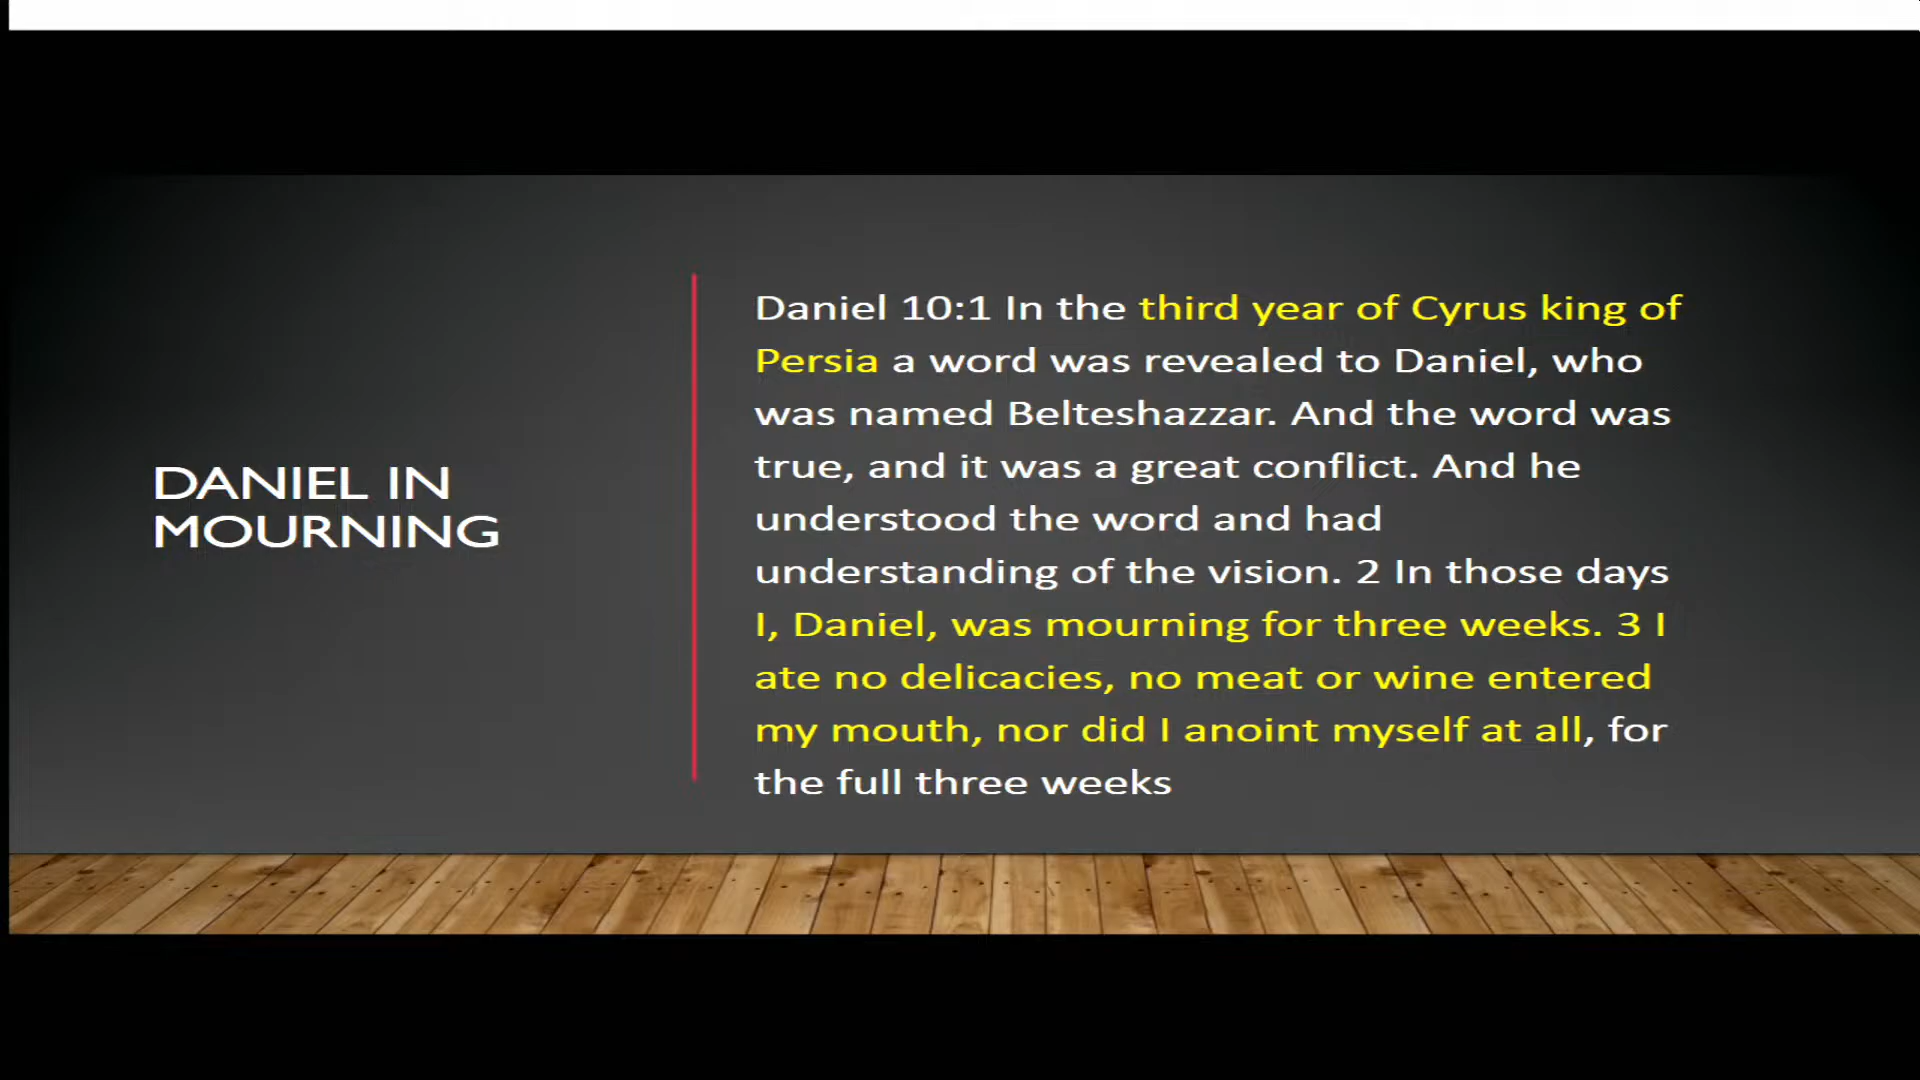 DANIEL IN
MOURNING
Daniel 10:1 In the third year of Cyrus king of
Persia a word was revealed to Daniel, who
was named Belteshazzar. And the word was
true, and it was a great conflict. And he
understood the word and had
understanding of the vision. 2 In those days
I, Daniel, was mourning for three weeks. 3 I
ate no delicacies, no meat or wine entered
my mouth, nor did I anoint myself at all, for
the full three weeks